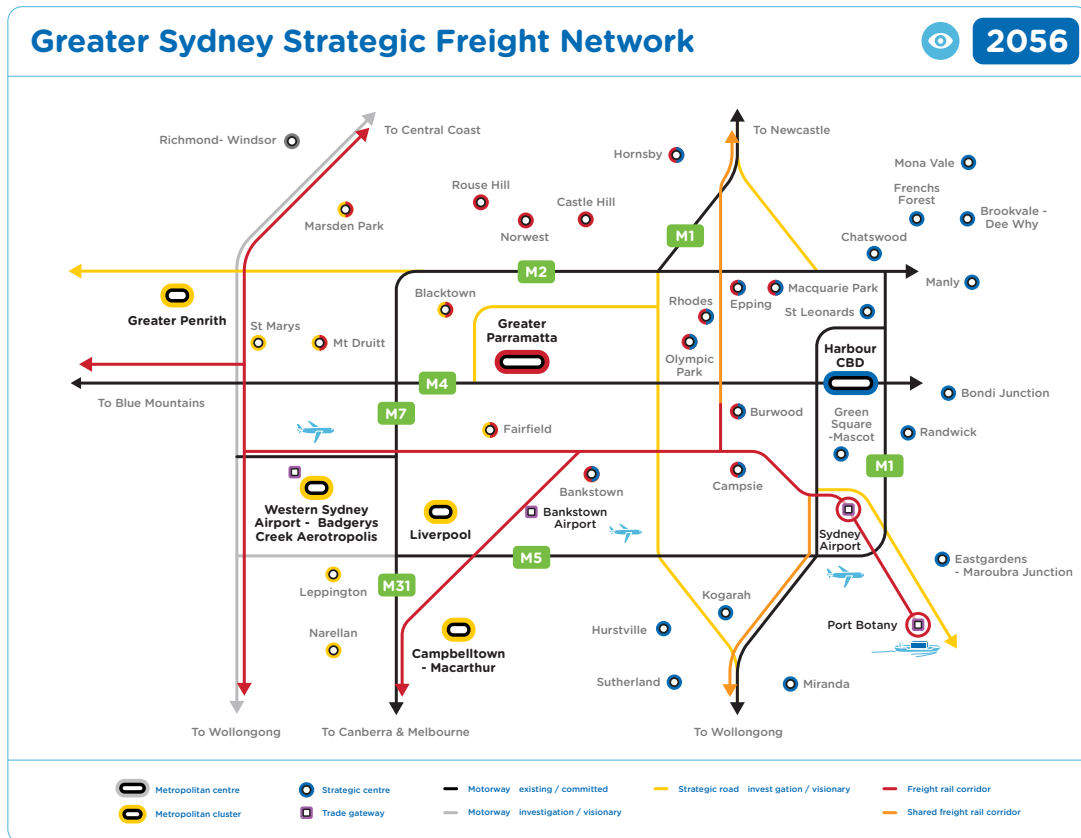 Greater Sydney Strategic Freight Network
2056
To Central Coast
To Newcastle
Richmond- Windsor
Hornsby
Mona Vale
Rouse Hill
Castle Hill
Frenchs
Forest
Marsden Park
Norwest
Brookvale -
Dee Why
M1
Chatswood
M2
Manly
Blacktown
Macquarie Park
Greater Penrith
Rhodes
Epping
St Leonards
St Marys
Mt Druitt
Greater
Parramatta
Olympic
Park
Harbour
CBD
M4
To Blue Mountains
Bondi Junction
M7
Burwood
Green
Square
-Mascot
Fairfield
Randwick
M1
Bankstown
Campsie
Western Sydney
Airport - Badgerys
Creek Aerotropolis
Liverpool
Bankstown
Airport
Sydney
Airport
M5
Eastgardens
- Maroubra Junction
Leppington
M31
Kogarah
Narellan
Hurstville
Port Botany
Campbelltown
- Macarthur
Sutherland
Miranda
To Wollongong
To Canberra & Melbourne
To Wollongong
Metropolitan centre
Strategic centre
Motorway existing / committed
Strategic road invest gation / visionary
Freight rail corridor
Metropolitan cluster
Trade gateway
Motorway investigation / visionary
Shared freight rail corridor